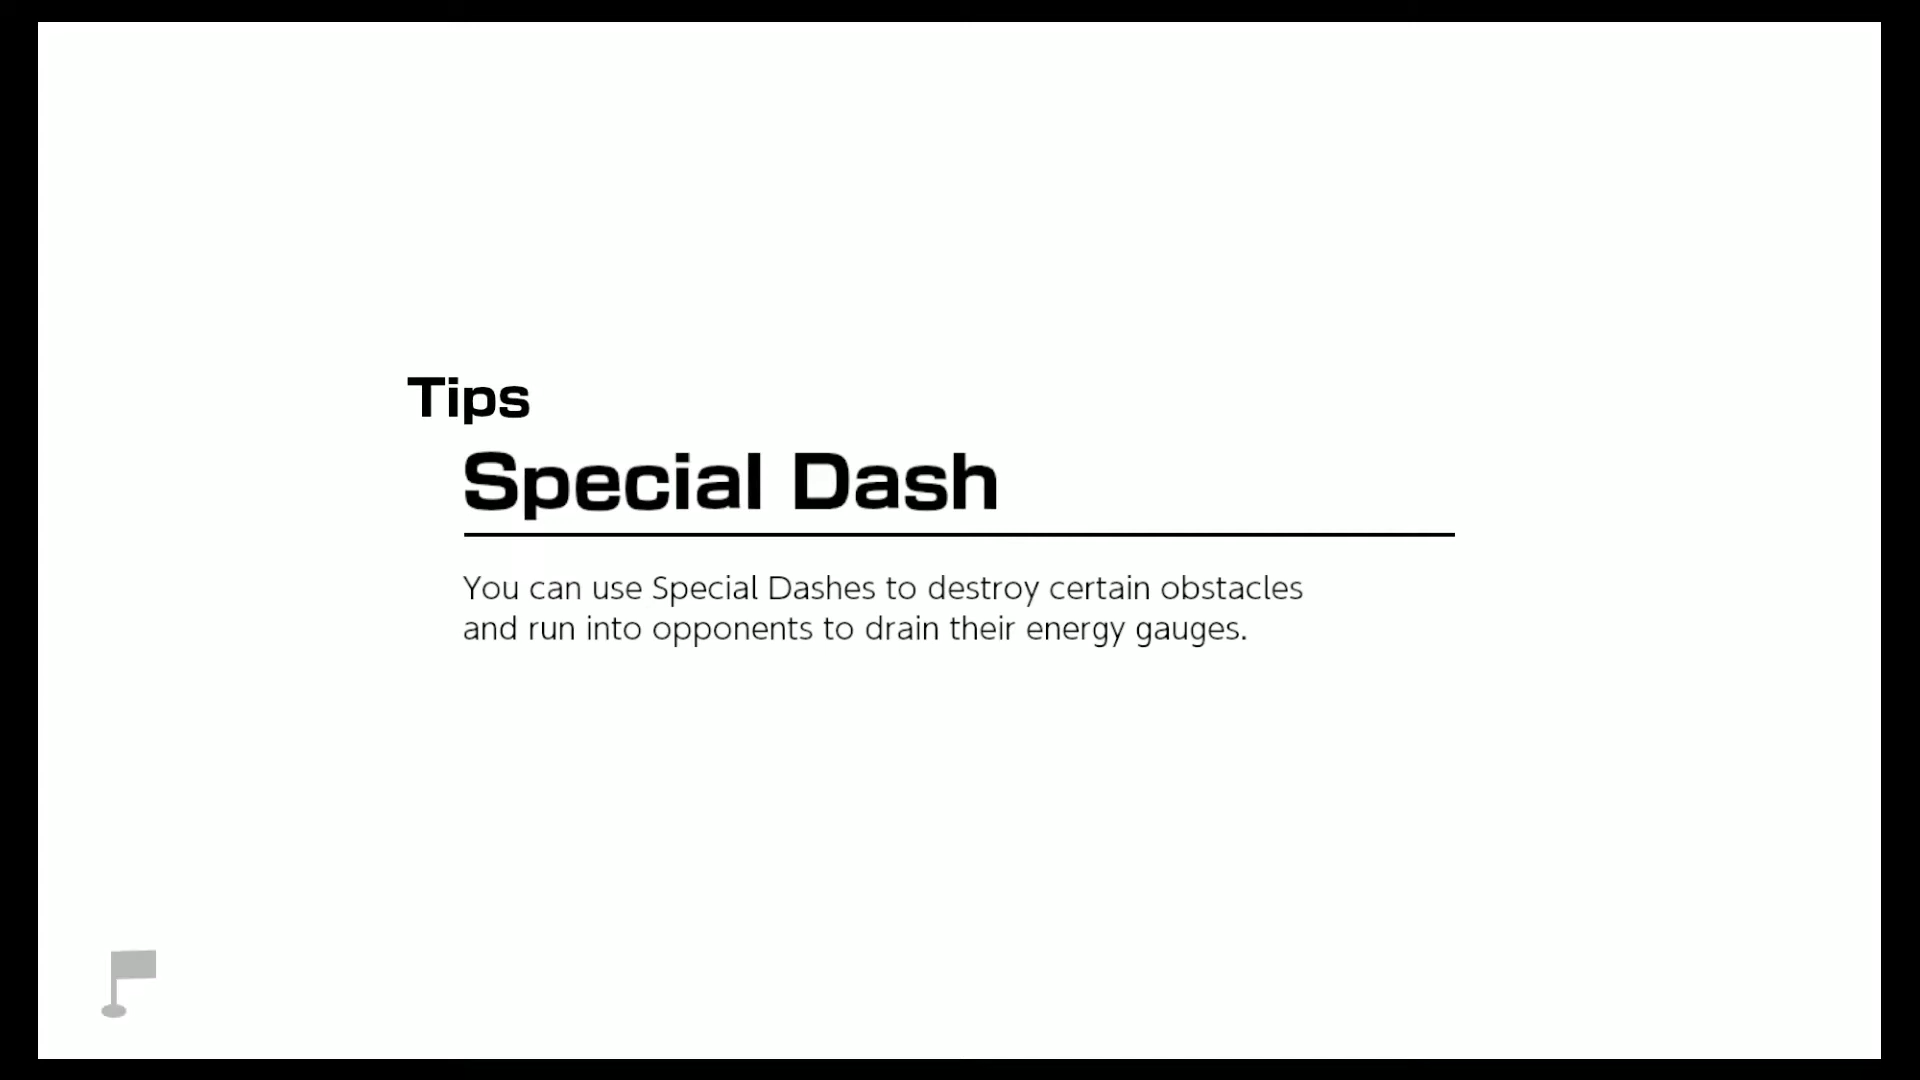 Tips
Special Dash
You can use Special Dashes to destroy certain obstacles
and run into opponents to drain their energy gauges.